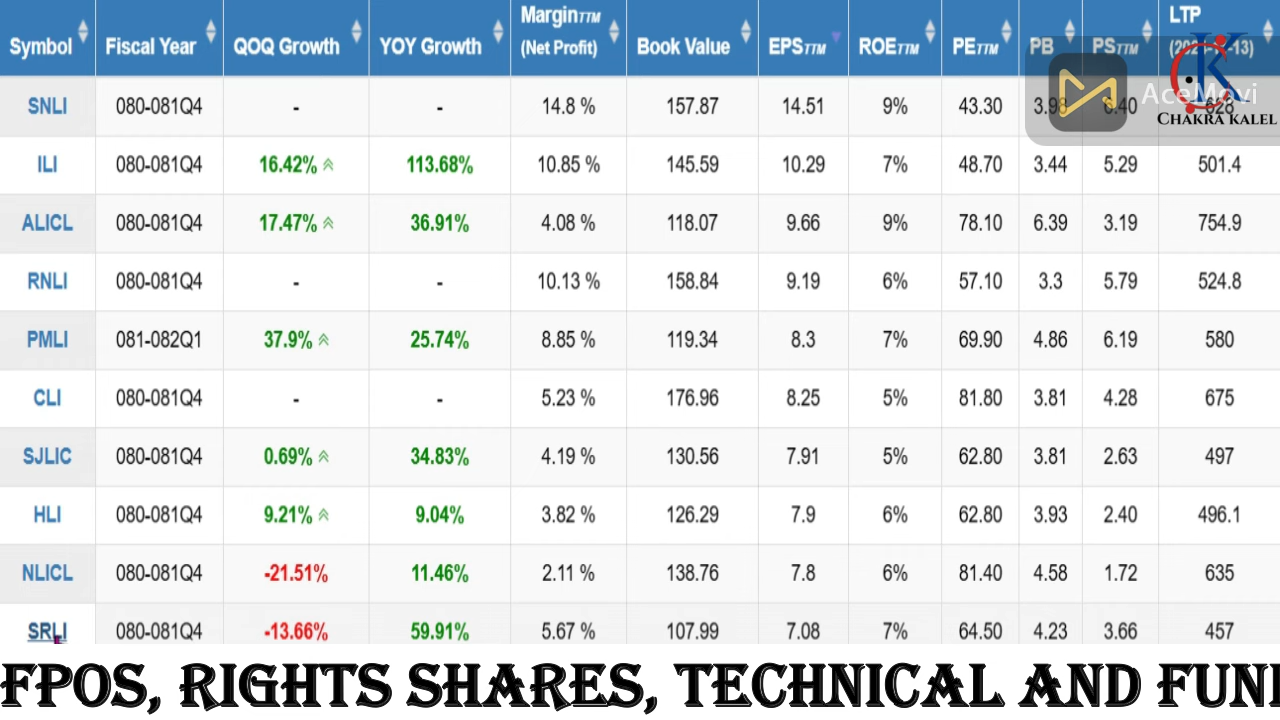 Symbol Fiscal Year QOQ Growth YOY Growth MarginTTM (Net Profit) Book Value EPSTTM ROETTM PETTM PB PSTTM LTP
SNLI 080-081Q4 - - 14.8 % 157.87 14.51 9% 43.30 3.98 6.40 628
AceMovi
CHAKRA KALEL
ILI 080-081Q4 16.42% 113.68% 10.85 % 145.59 10.29 7% 48.70 3.44 5.29 501.4
ALICL 080-081Q4 17.47% 36.91% 4.08 % 118.07 9.66 9% 78.10 6.39 3.19 754.9
RNLI 080-081Q4 - - 10.13 % 158.84 9.19 6% 57.10 3.3 5.79 524.8
PMLI 081-082Q1 37.9% 25.74% 8.85 % 119.34 8.3 7% 69.90 4.86 6.19 580
CLI 080-081Q4 - - 5.23 % 176.96 8.25 5% 81.80 3.81 4.28 675
SJLIC 080-081Q4 0.69% 34.83% 4.19 % 130.56 7.91 5% 62.80 3.81 2.63 497
HLI 080-081Q4 9.21% 9.04% 3.82 % 126.29 7.9 6% 62.80 3.93 2.40 496.1
NLICL 080-081Q4 -21.51% 11.46% 2.11 % 138.76 7.8 6% 81.40 4.58 1.72 635
SRLI 080-081Q4 -13.66% 59.91% 5.67 % 107.99 7.08 7% 64.50 4.23 3.66 457
FPOS, RIGHTS SHARES, TECHNICAL AND FUN